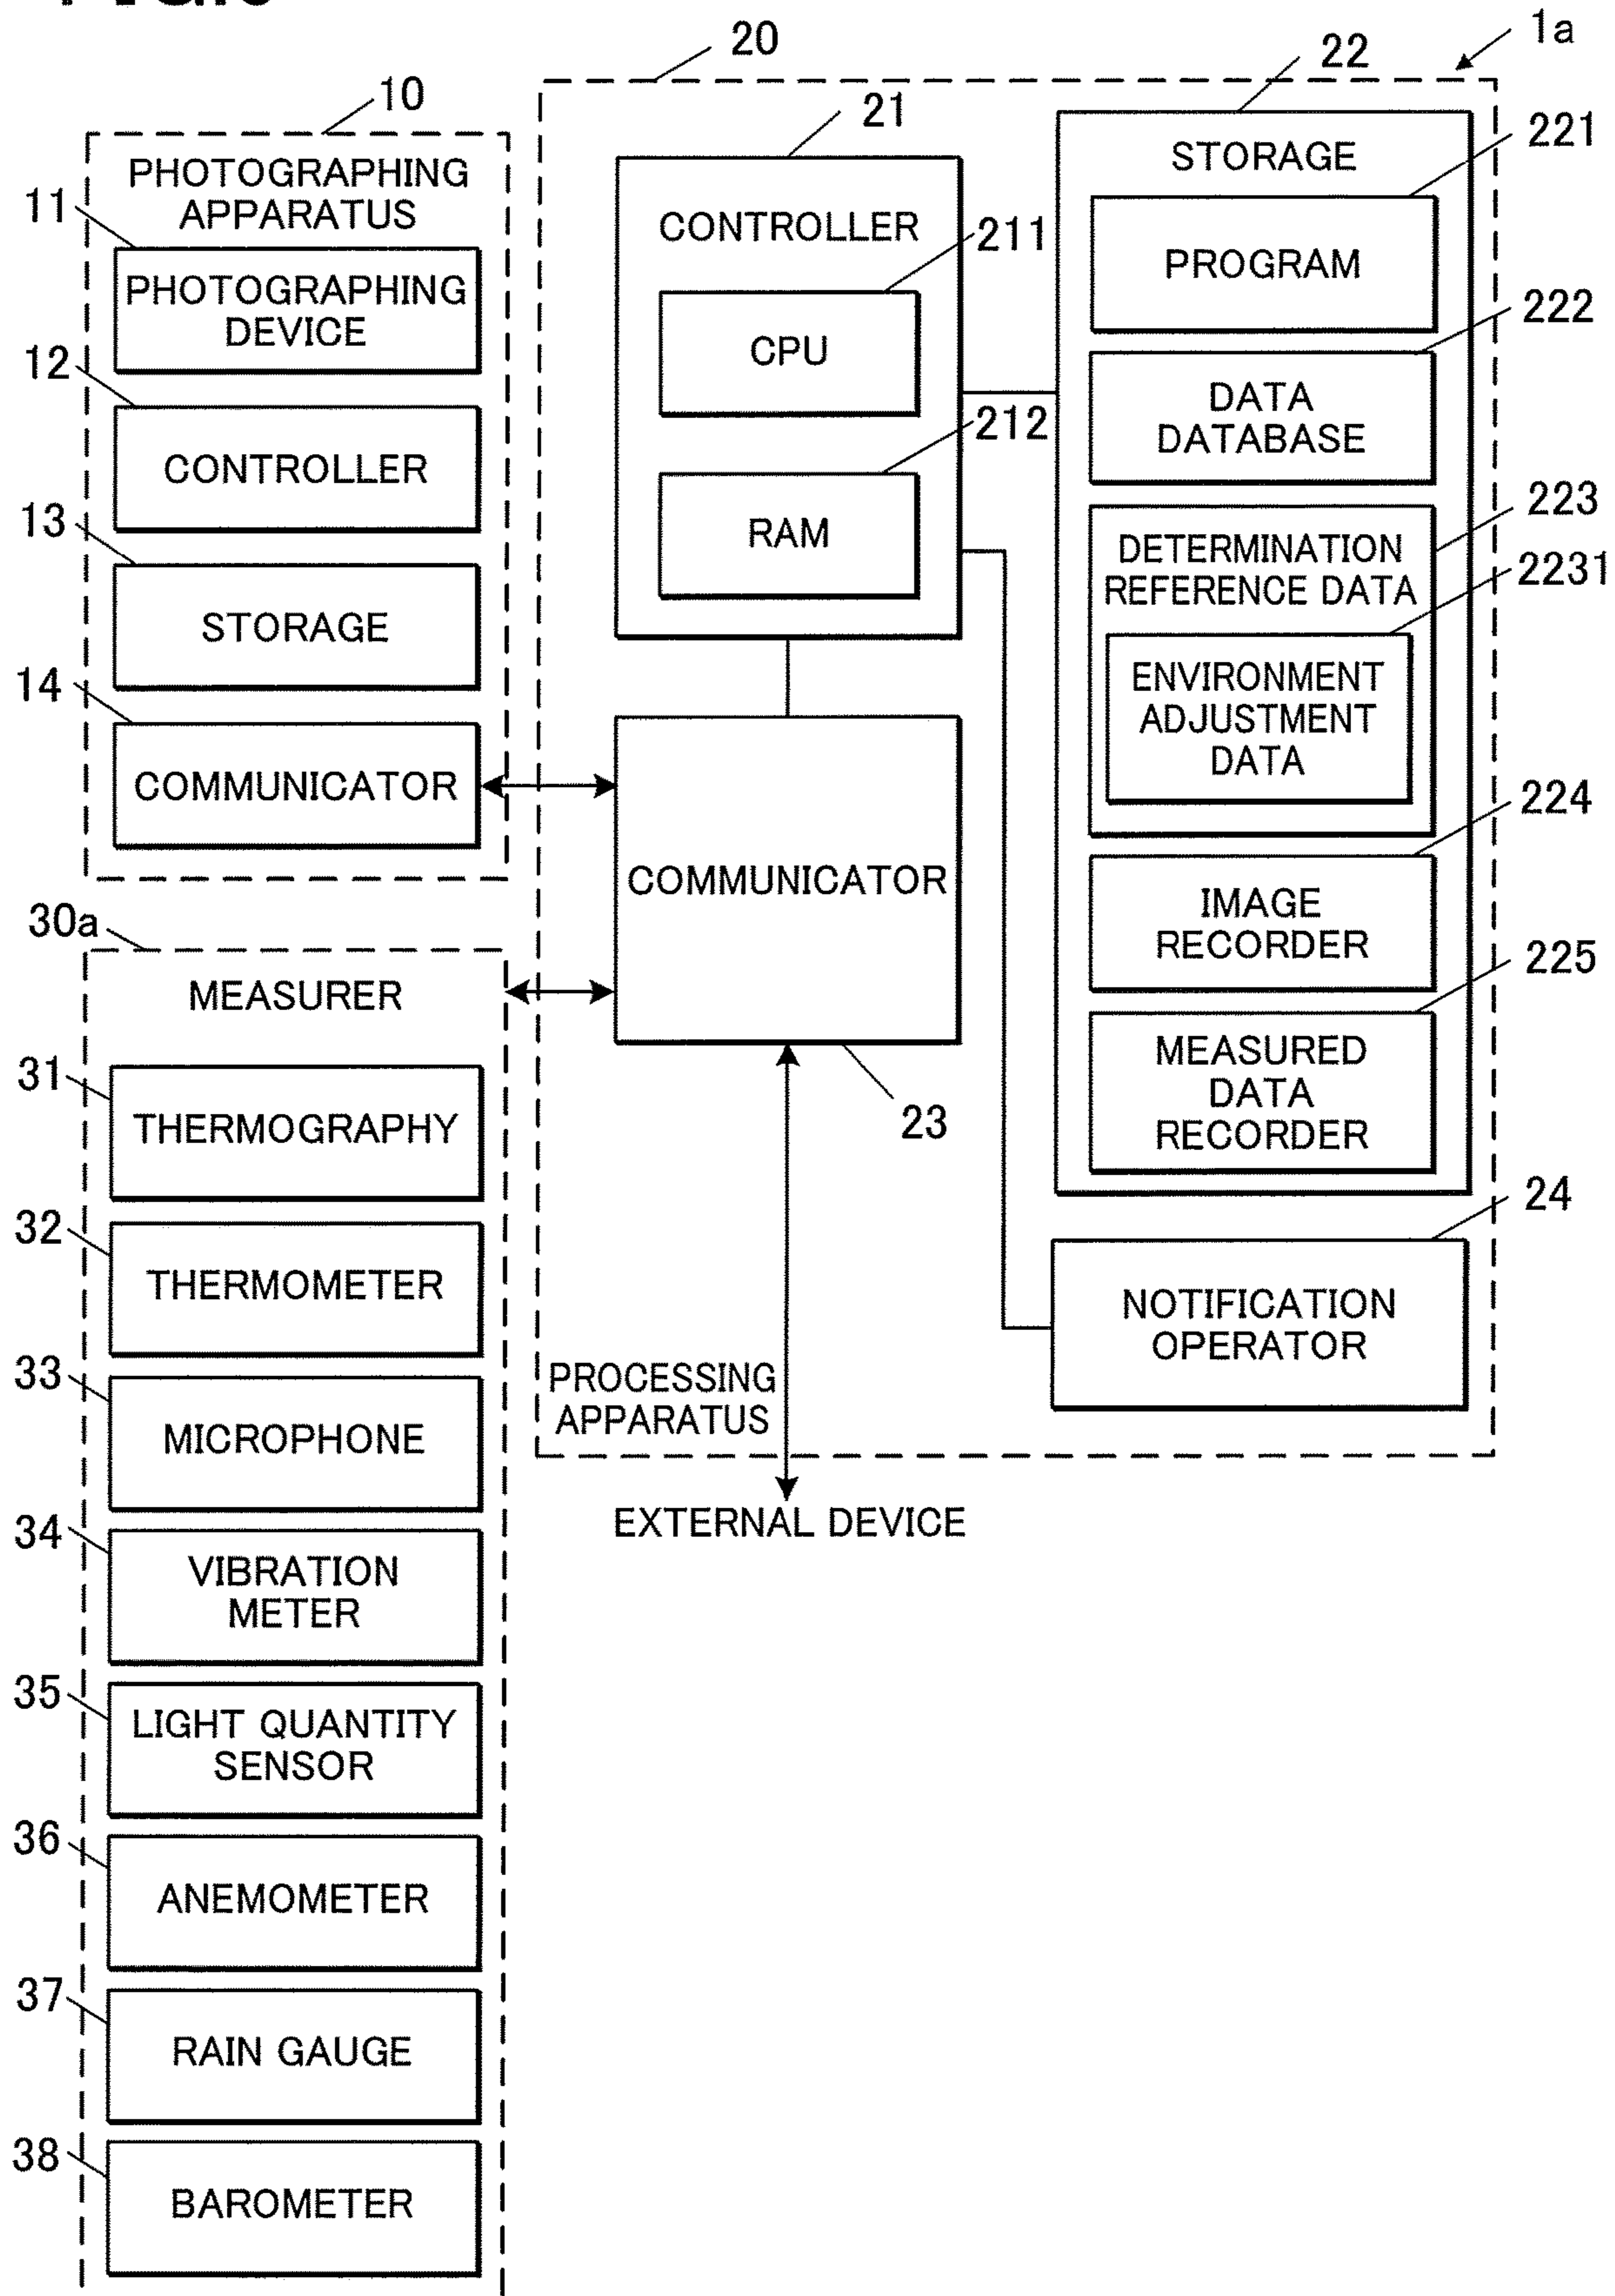 1a
20
22
10
21
221
PHOTOGRAPHING
APPARATUS
STORAGE
11
CONTROLLER
211
PROGRAM
PHOTOGRAPHING
DEVICE
222
CPU
12
DATA
DATABASE
212
CONTROLLER
223
13
RAM
DETERMINATION
REFERENCE DATA
2231
STORAGE
14
ENVIRONMENT
ADJUSTMENT
DATA
COMMUNICATOR
224
COMMUNICATOR
IMAGE
RECORDER
30a
225
MEASURER
31
MEASURED
DATA
RECORDER
THERMOGRAPHY
23
24
32
THERMOMETER
NOTIFICATION
OPERATOR
33
PROCESSING
APPARATUS
MICROPHONE
EXTERNAL DEVICE
34
VIBRATION
METER
35
LIGHT QUANTITY
SENSOR
36
ANEMOMETER
37
RAIN GAUGE
38
BAROMETER